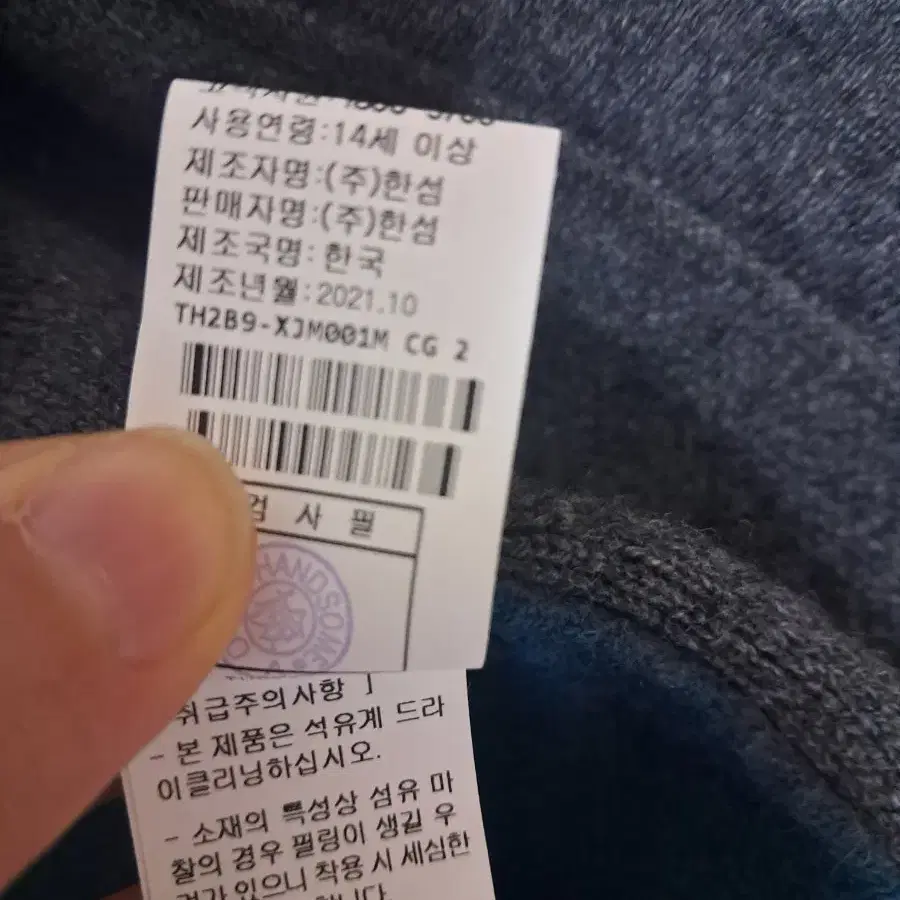 사용연령:14세 이상
제조자명:(주)한섬
판매자명:(주)한섬
제조국명:한국
제조년월:2021.10
TH2B9-XJM001M CG 2
검 사 필
HANDSOME
취급주의사항 ]
- 본 제품은 석유계 드라
이클리닝하십시오.
- 소재의 특성상 섬유 마
찰의 경우 필링이 생길 우
있으니 착용 시 세심한